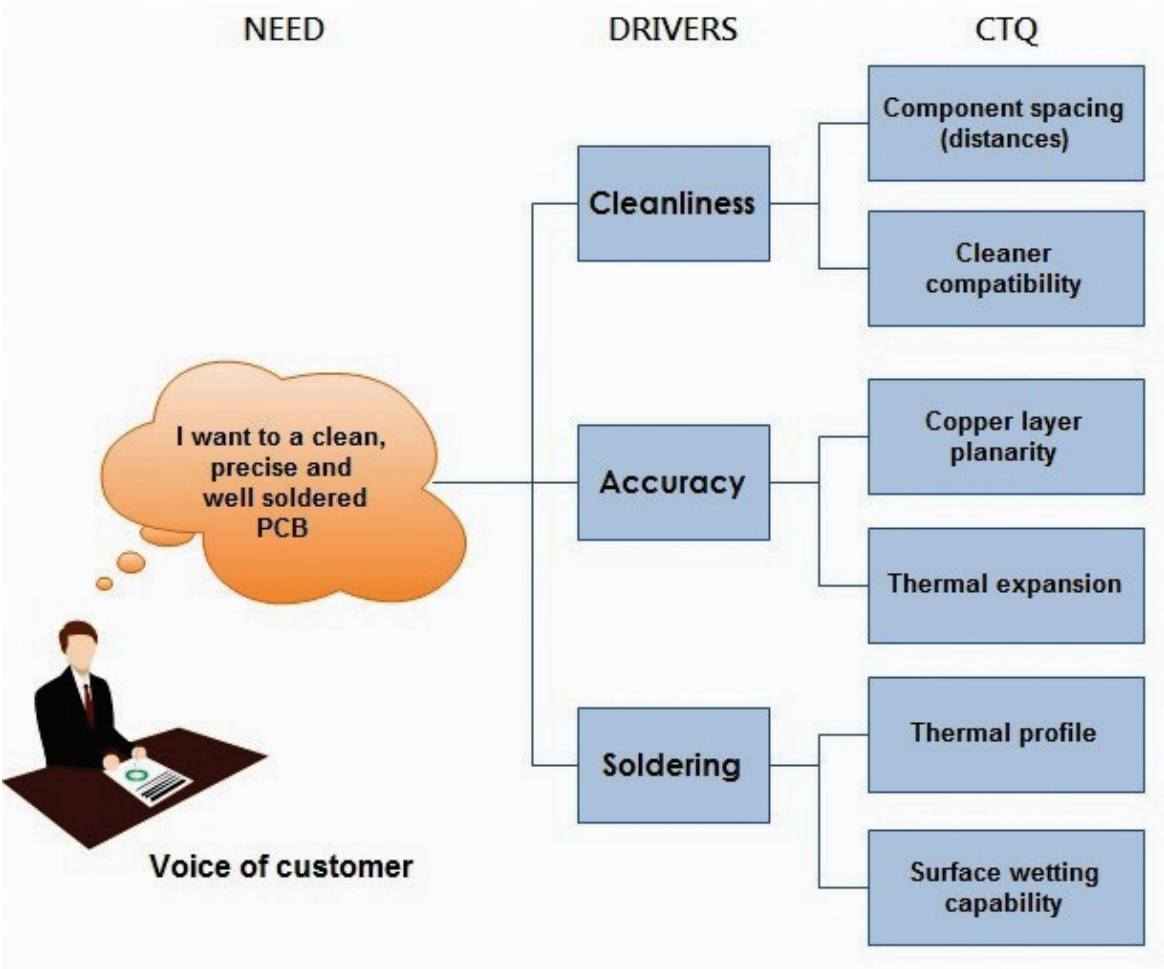 NEED
DRIVERS
CTQ
Component spacing
(distances)
Cleanliness
Cleaner
compatibility
I want to a clean,
precise and
well soldered
PCB
Copper layer
planarity
Accuracy
Thermal expansion
Thermal profile
Soldering
Surface wetting
capability
Voice of customer